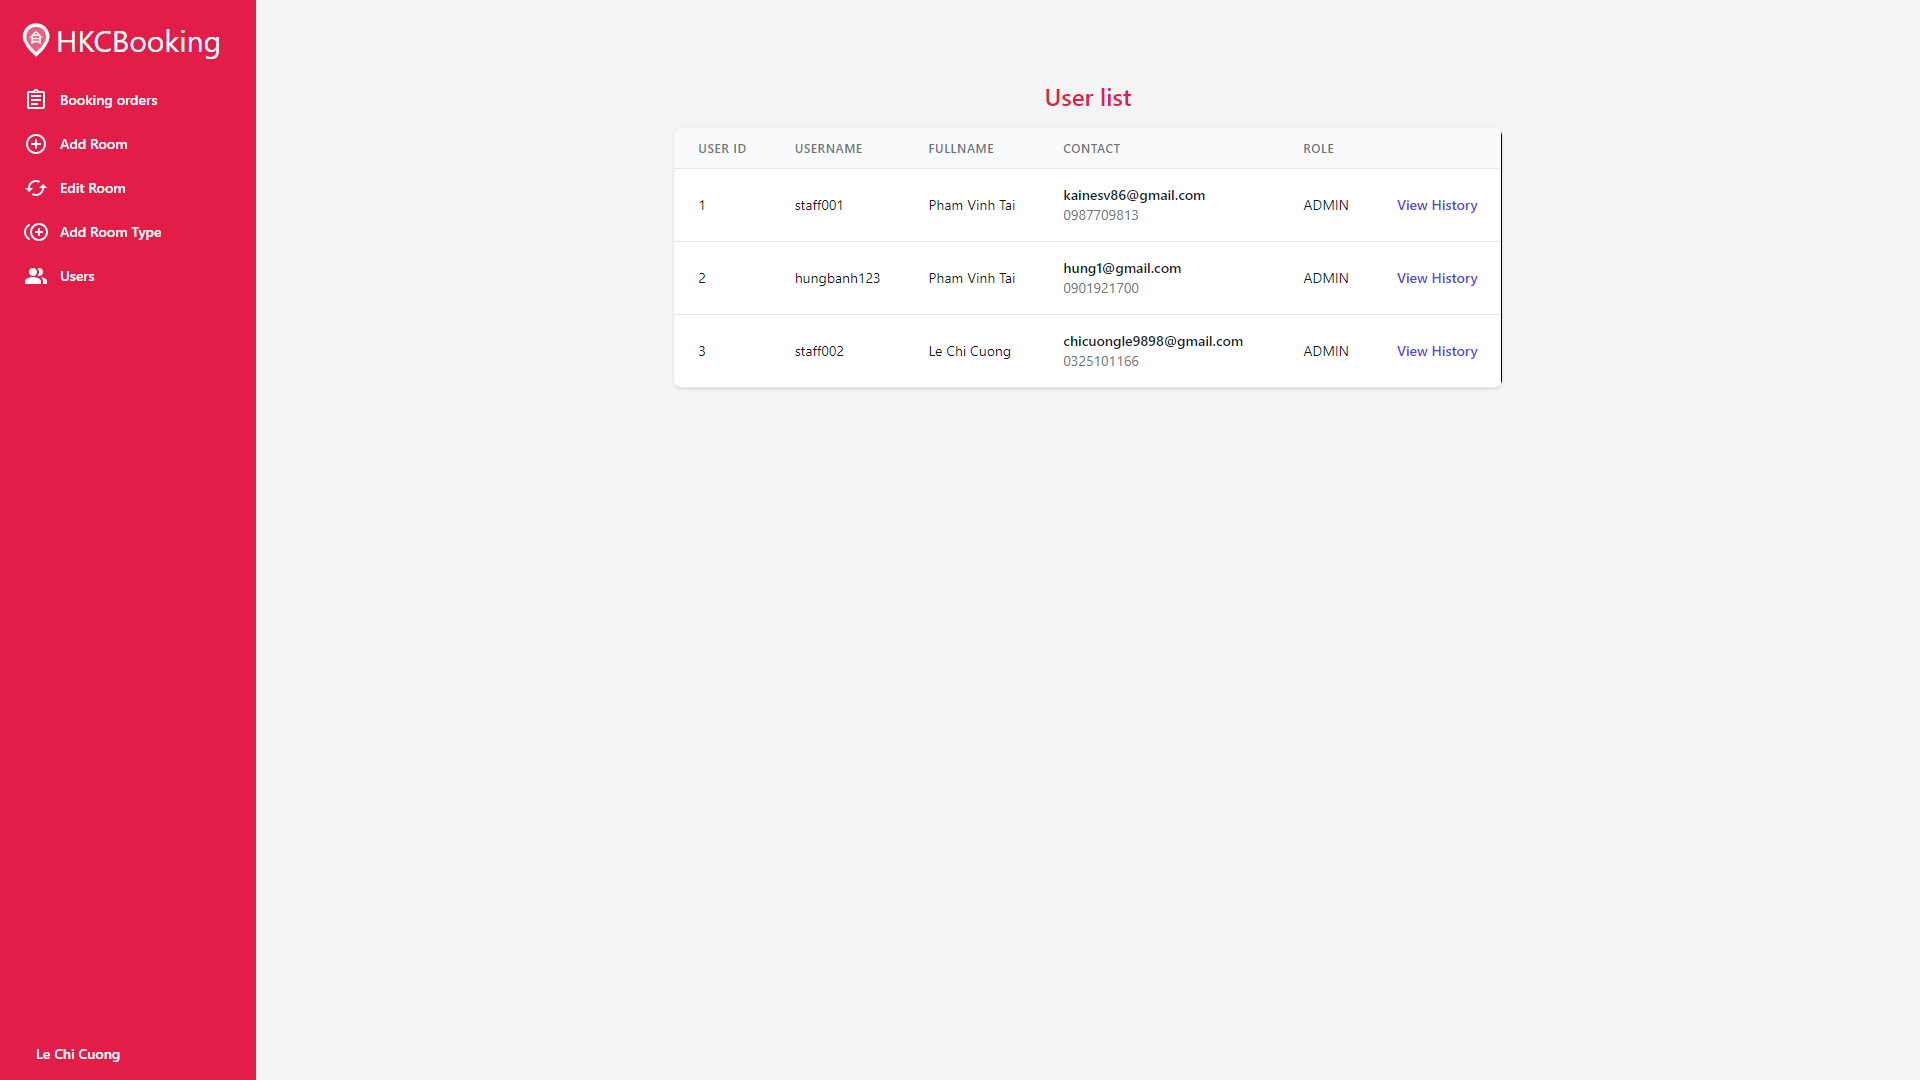 HKCBooking
Booking orders
Add Room
Edit Room
Add Room Type
Users
Le Chi Cuong
User list
USER ID USERNAME FULLNAME CONTACT ROLE
1 staff001 Pham Vinh Tai kainesv86@gmail.com 0987709813 ADMIN View History
2 hungbanh123 Pham Vinh Tai hung1@gmail.com 0901921700 ADMIN View History
3 staff002 Le Chi Cuong chicuongle9898@gmail.com 0325101166 ADMIN View History